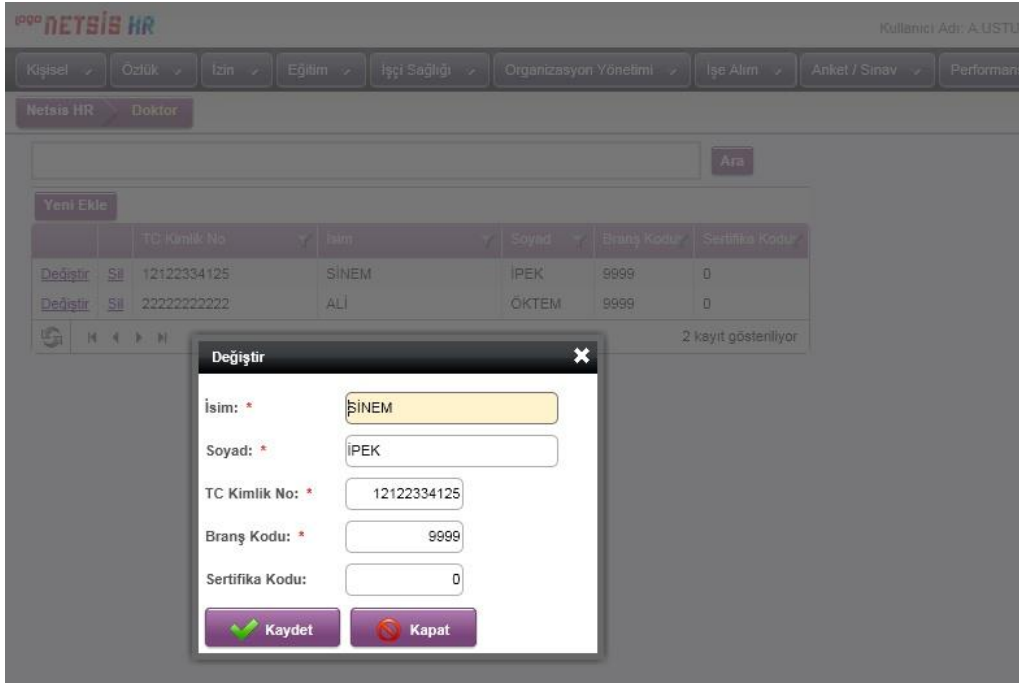 logo NETSİS HR
Kullanıcı Adı: A.USTU
Kişisel Özlük İzin Eğitim İşçi Sağlığı Organizasyon Yönetimi İşe Alım Anket / Sınav Performan
Netsis HR Doktor
Ara
Yeni Ekle
TC Kimlik No İsim Soyad Branş Kodu Sertifika Kodu
Değiştir Sil 12122334125 SİNEM İPEK 9999 0
Değiştir Sil 22222222222 ALİ ÖKTEM 9999 0
2 kayıt gösteriliyor
Değiştir
İsim: * SİNEM
Soyad: * İPEK
TC Kimlik No: * 12122334125
Branş Kodu: * 9999
Sertifika Kodu: 0
Kaydet Kapat